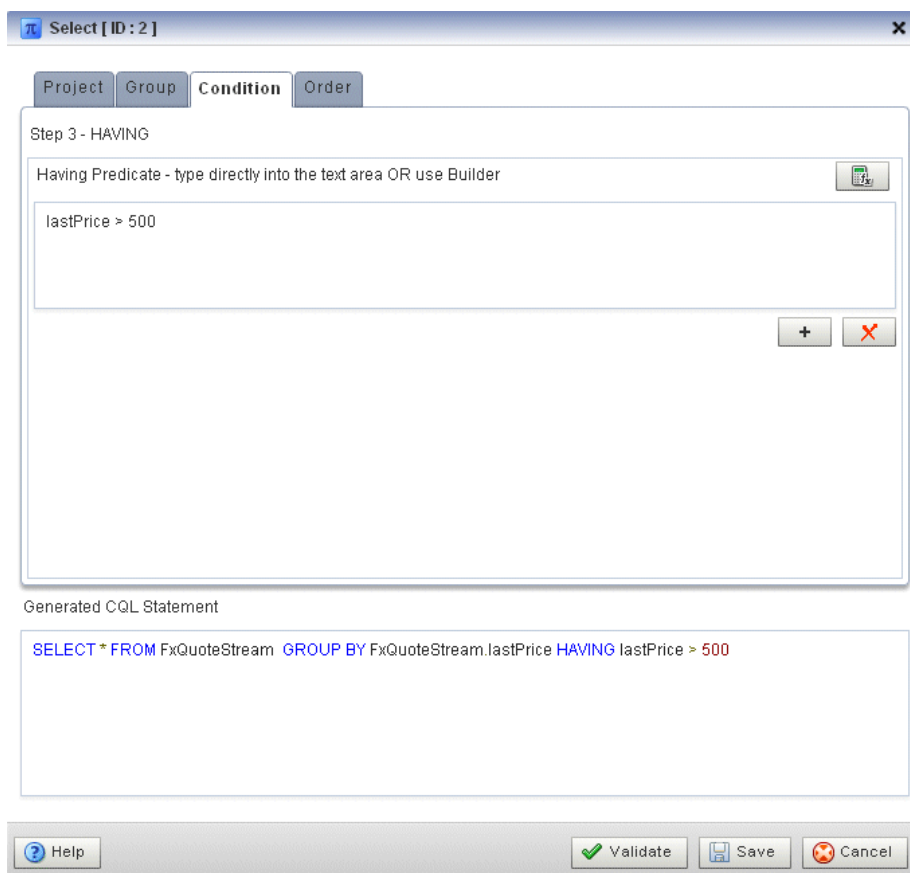 π Select [ ID : 2 ]
Project Group Condition Order
Step 3 - HAVING
Having Predicate - type directly into the text area OR use Builder
fx
lastPrice > 500
+
Generated CQL Statement
SELECT * FROM FxQuoteStream GROUP BY FxQuoteStream.lastPrice HAVING lastPrice > 500
? Help Validate Save Cancel